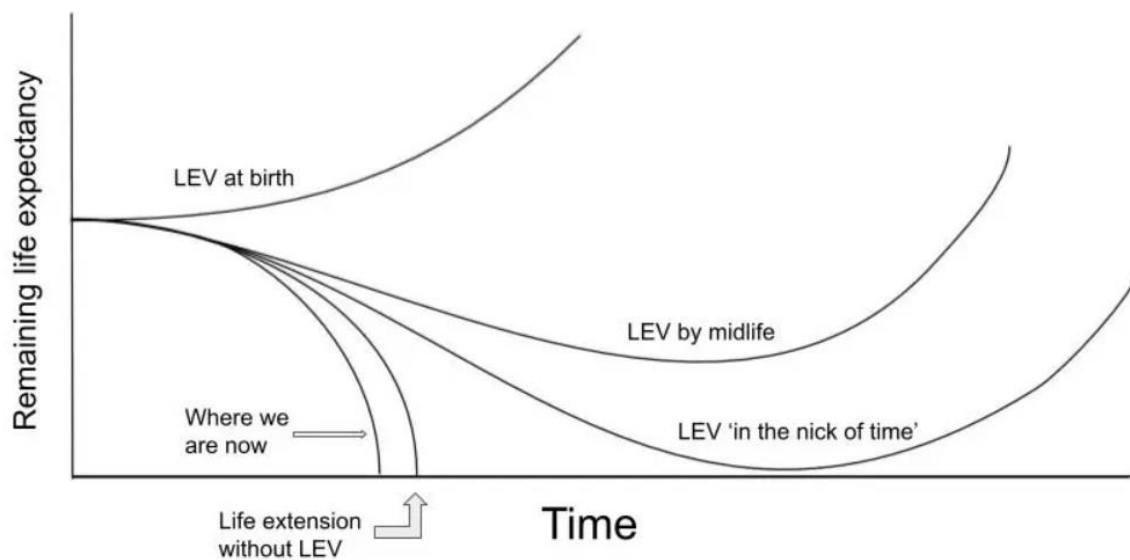 Remaining life expectancy
LEV at birth
LEV by midlife
Where we
are now
LEV ‘in the nick of time’
Life extension
without LEV
Time